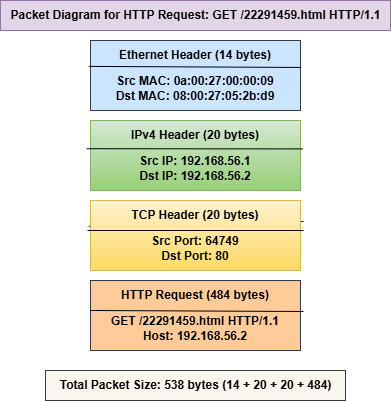 Packet Diagram for HTTP Request: GET /22291459.html HTTP/1.1
Ethernet Header (14 bytes)
Src MAC: 0a:00:27:00:00:09
Dst MAC: 08:00:27:05:2b:d9
IPv4 Header (20 bytes)
Src IP: 192.168.56.1
Dst IP: 192.168.56.2
TCP Header (20 bytes)
Src Port: 64749
Dst Port: 80
HTTP Request (484 bytes)
GET /22291459.html HTTP/1.1
Host: 192.168.56.2
Total Packet Size: 538 bytes (14 + 20 + 20 + 484)